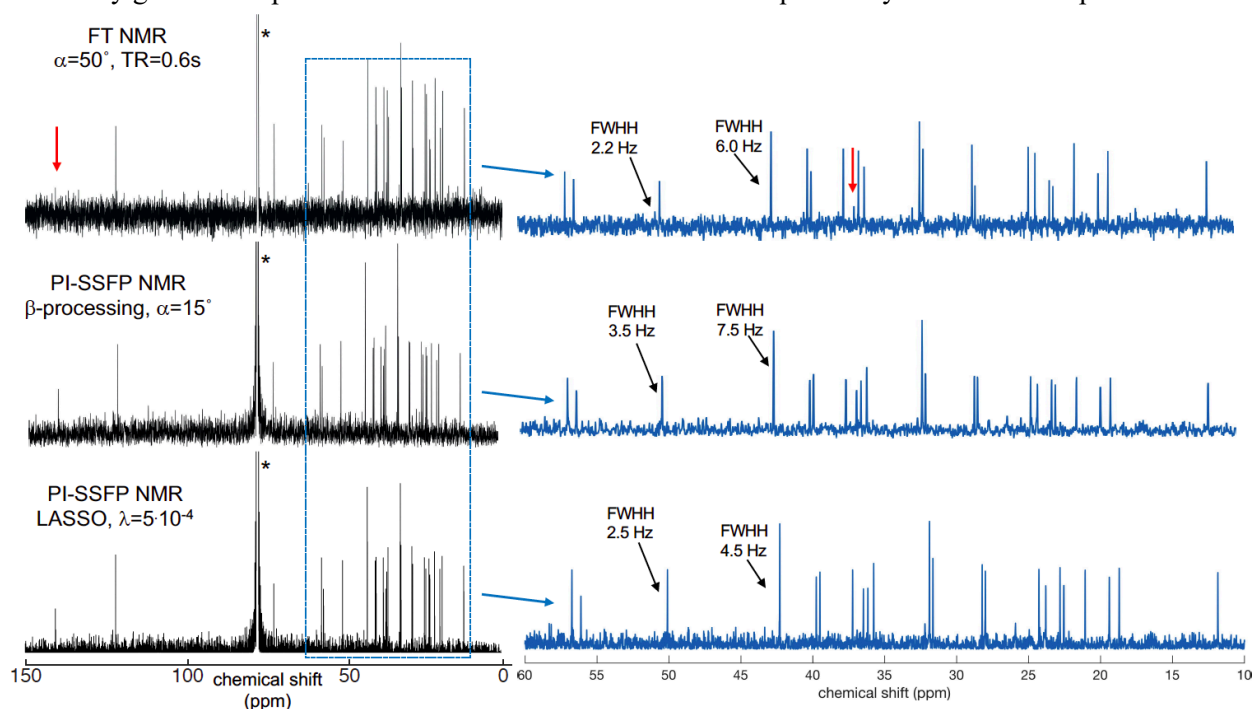 FT NMR
α=50°, TR=0.6s
*
FWHH
2.2 Hz
FWHH
6.0 Hz
PI-SSFP NMR
β-processing, α=15°
*
FWHH
3.5 Hz
FWHH
7.5 Hz
PI-SSFP NMR
LASSO, λ=5·10-4
*
FWHH
2.5 Hz
FWHH
4.5 Hz
150 100 50 0
chemical shift
(ppm)
60 55 50 45 40 35 30 25 20 15 10
chemical shift (ppm)